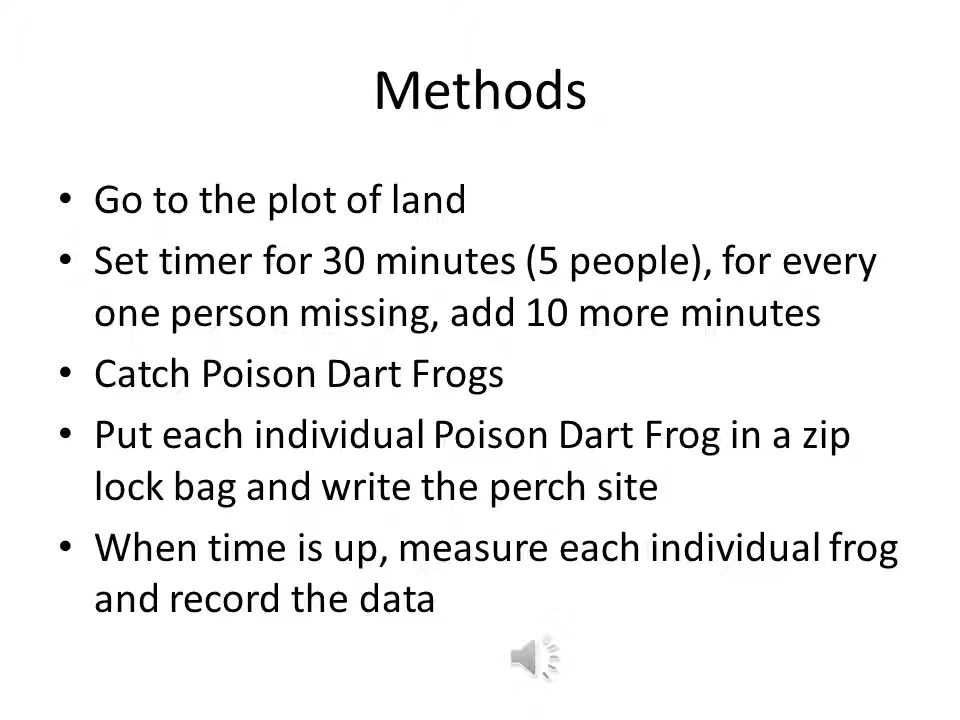 Methods
• Go to the plot of land
• Set timer for 30 minutes (5 people), for every
one person missing, add 10 more minutes
• Catch Poison Dart Frogs
• Put each individual Poison Dart Frog in a zip
lock bag and write the perch site
• When time is up, measure each individual frog
and record the data